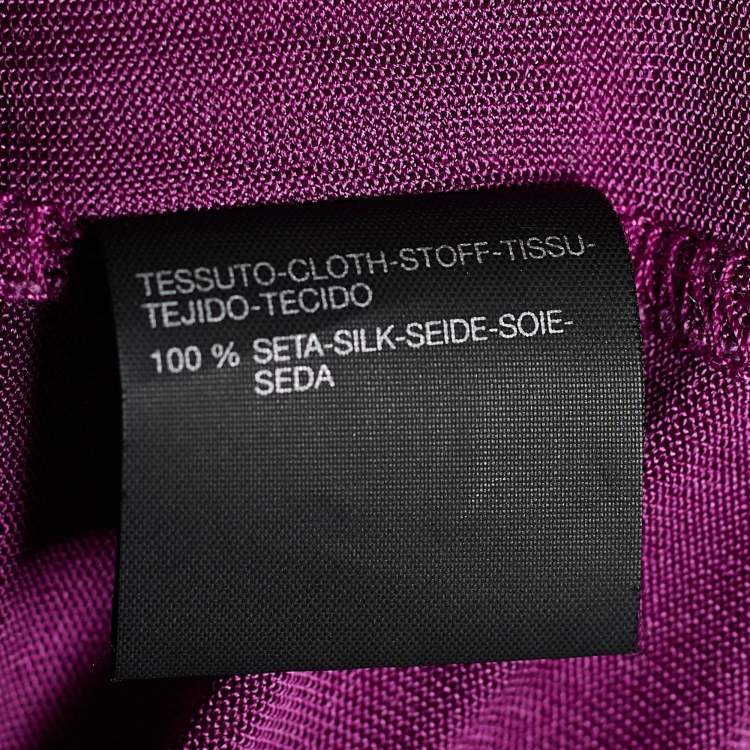 TESSUTO-CLOTH-STOFF-TISSU-
TEJIDO-TECIDO
100 % SETA-SILK-SEIDE-SOIE-
SEDA